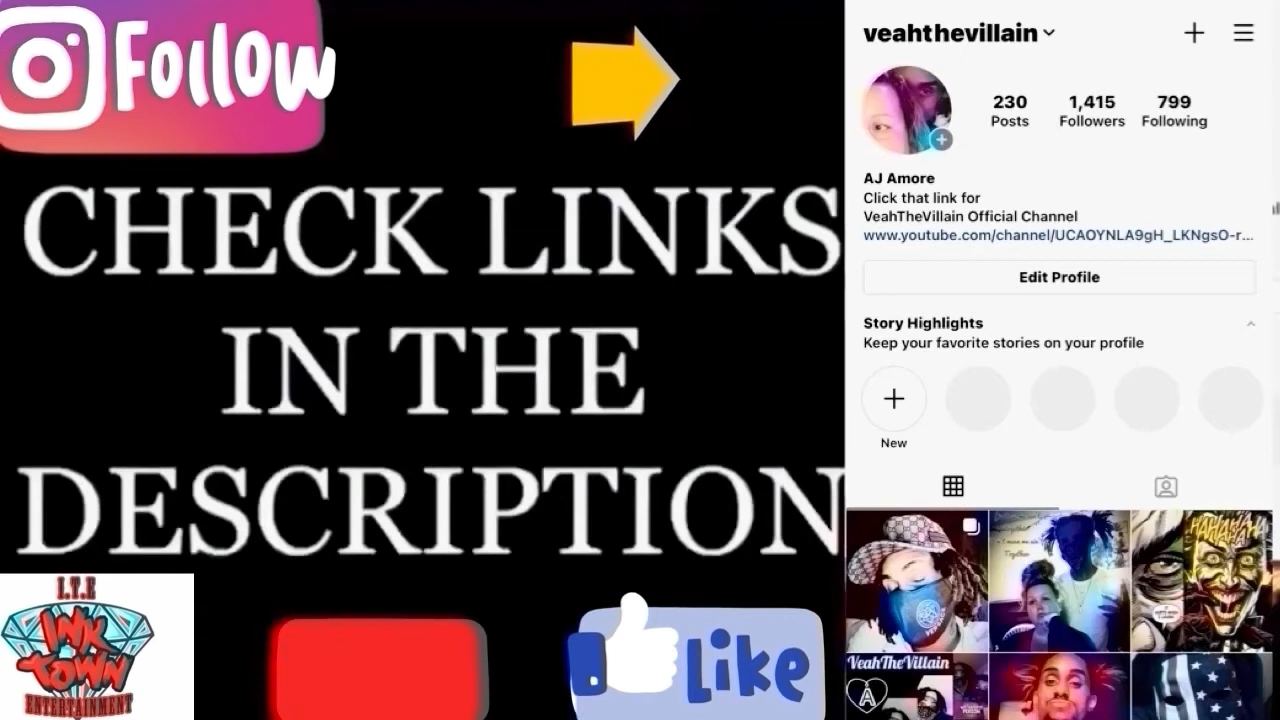 Follow
CHECK LINKS
IN THE
DESCRIPTION
I.T.E
INK
TOWN
ENTERTAINMENT
Like
veahthevillain
230
Posts
1,415
Followers
799
Following
AJ Amore
Click that link for
VeahTheVillain Official Channel
www.youtube.com/channel/UCAOYNLA9gH_LKNgsO-r...
Edit Profile
Story Highlights
Keep your favorite stories on your profile
New
Together
HAHAHAHA
VeahTheVillain
A